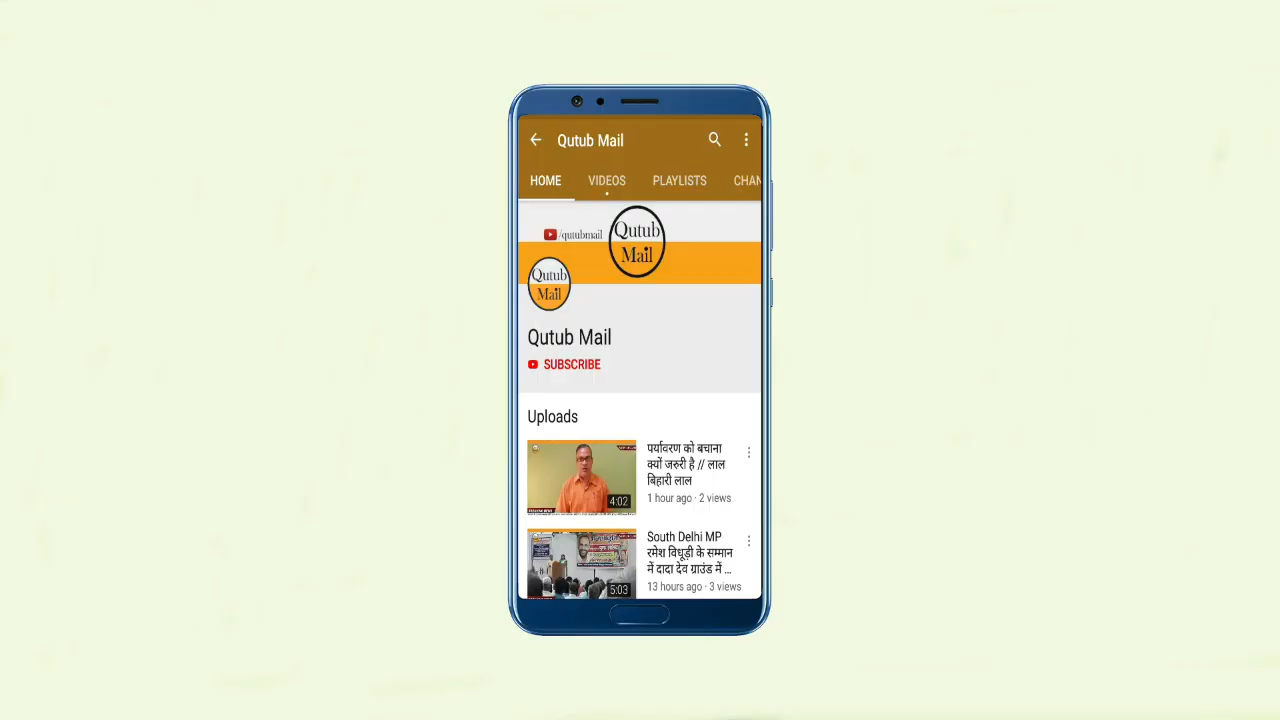 Qutub Mail
HOME VIDEOS PLAYLISTS CHAN
/qutubmail
Qutub
Mail
Qutub
Mail
Qutub Mail
SUBSCRIBE
Uploads
पर्यावरण को बचाना
क्यों जरुरी है // लाल
बिहारी लाल
1 hour ago · 2 views
4:02
South Delhi MP
रमेश विधूड़ी के सम्मान
में दादा देव ग्राउंड में ...
13 hours ago · 3 views
5:03